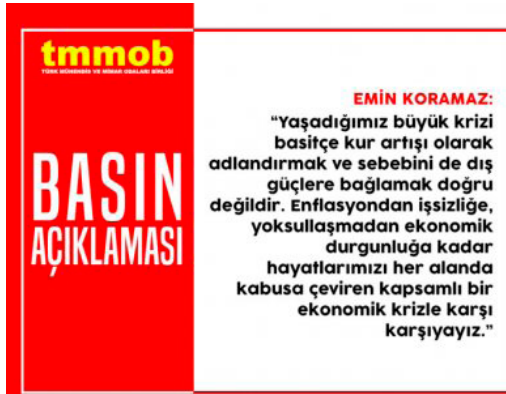 tmmob
TÜRK MÜHENDİS VE MİMAR ODALARI BİRLİĞİ
BASIN
AÇIKLAMASI
EMİN KORAMAZ:
“Yaşadığımız büyük krizi
basitçe kur artışı olarak
adlandırmak ve sebebini de dış
güçlere bağlamak doğru
değildir. Enflasyondan işsizliğe,
yoksullaşmadan ekonomik
durgunluğa kadar
hayatlarımızı her alanda
kabusa çeviren kapsamlı bir
ekonomik krizle karşı
karşıyayız.”